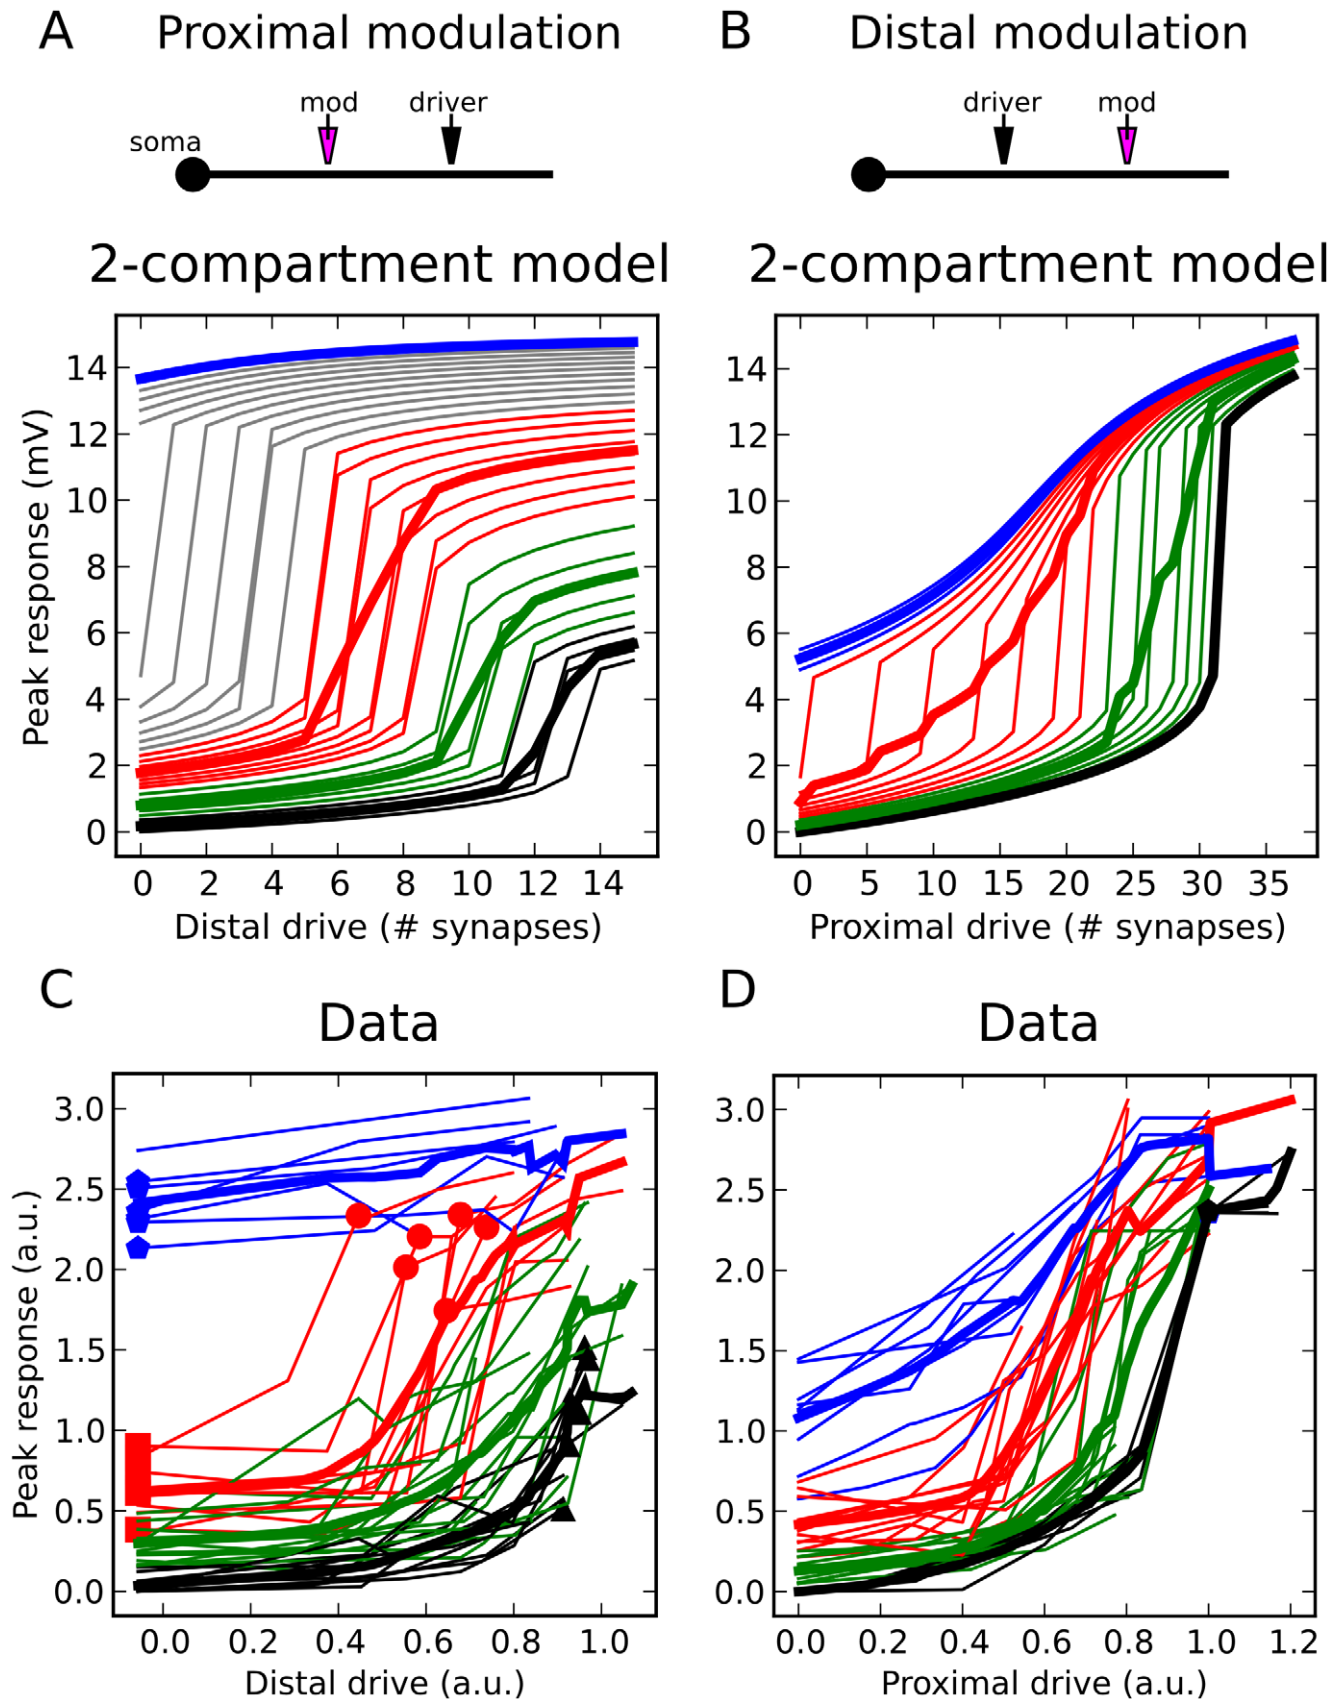 A
Proximal modulation
B
Distal modulation
mod
driver
soma
driver
mod
2-compartment model
2-compartment model
Peak response (mV)
14
12
10
8
6
4
2
0
0 2 4 6 8 10 12 14
Distal drive (# synapses)
14
12
10
8
6
4
2
0
0 5 10 15 20 25 30 35
Proximal drive (# synapses)
C
Data
D
Data
Peak response (a.u.)
3.0
2.5
2.0
1.5
1.0
0.5
0.0
0.0 0.2 0.4 0.6 0.8 1.0
Distal drive (a.u.)
3.0
2.5
2.0
1.5
1.0
0.5
0.0
0.0 0.2 0.4 0.6 0.8 1.0 1.2
Proximal drive (a.u.)